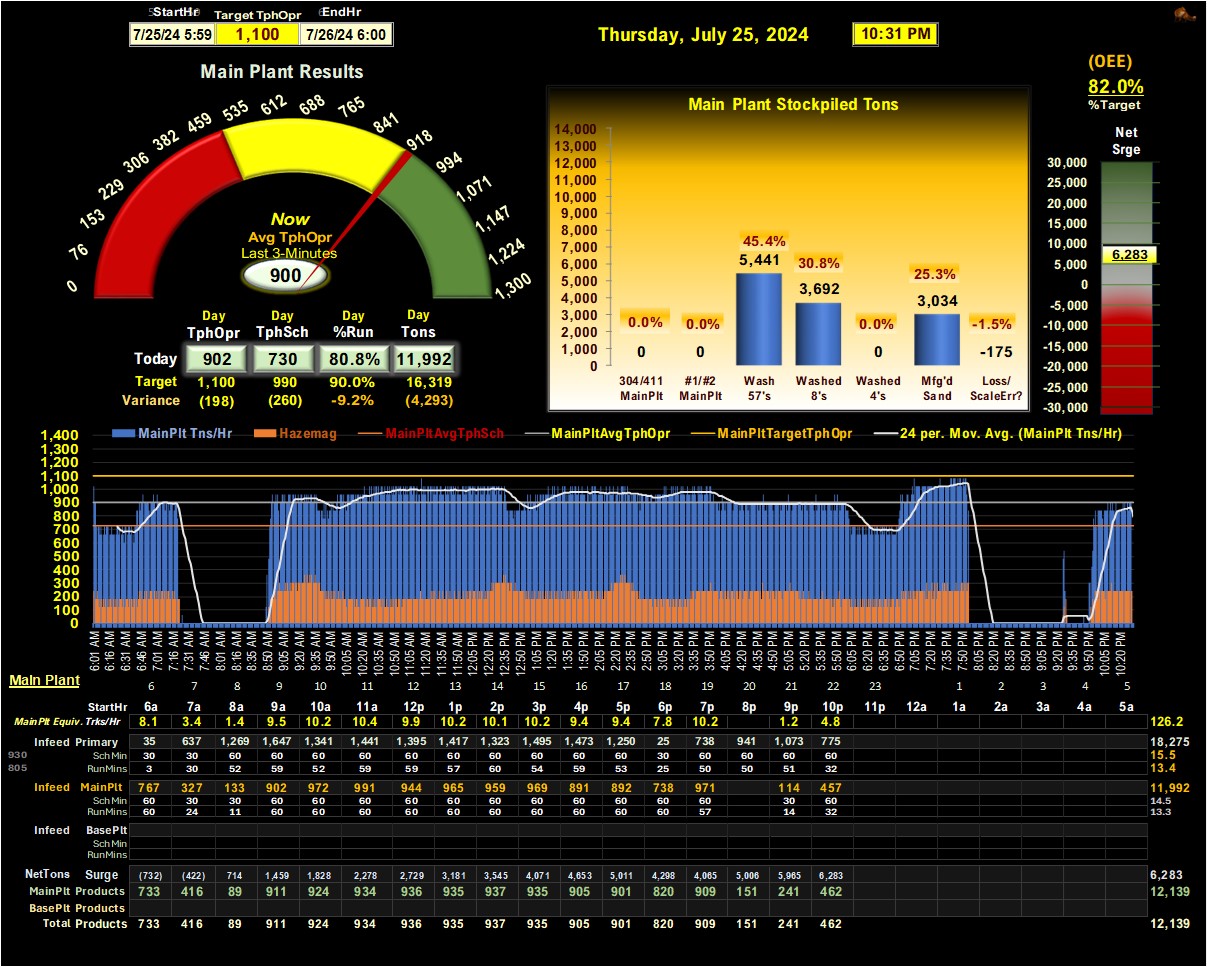 StartHr Target TphOpr EndHr
7/25/24 5:59 1,100 7/26/24 6:00
Thursday, July 25, 2024 10:31 PM
(OEE)
82.0%
%Target
Main Plant Results
0 76 153 229 306 382 459 535 612 688 765 841 918 994 1,071 1,147 1,224 1,300
Now
Avg TphOpr
Last 3-Minutes
900
Day Day Day Day
TphOpr TphSch %Run Tons
Today 902 730 80.8% 11,992
Target 1,100 990 90.0% 16,319
Variance (198) (260) -9.2% (4,293)
Main Plant Stockpiled Tons
14,000
13,000
12,000
11,000
10,000
9,000
8,000
7,000
6,000
5,000
4,000
3,000
2,000
1,000
0
0.0% 0.0% 45.4% 30.8% 0.0% 25.3% -1.5%
0 0 5,441 3,692 0 3,034 -175
304/411 #1/#2 Wash Washed Washed Mfg'd Loss/
MainPlt MainPlt 57's 8's 4's Sand ScaleErr?
Net
Srge
30,000
25,000
20,000
15,000
10,000
5,000
0
-5,000
-10,000
-15,000
-20,000
-25,000
-30,000
6,283
MainPlt Tns/Hr Hazemag MainPltAvgTphSch MainPltAvgTphOpr MainPltTargetTphOpr 24 per. Mov. Avg. (MainPlt Tns/Hr)
1,400
1,300
1,200
1,100
1,000
900
800
700
600
500
400
300
200
100
0
6:01 AM 6:16 AM 6:31 AM 6:46 AM 7:01 AM 7:16 AM 7:31 AM 7:46 AM 8:01 AM 8:16 AM 8:35 AM 8:50 AM 9:05 AM 9:35 AM 9:50 AM 10:05 AM 10:35 AM 10:50 AM 11:05 AM 11:20 AM 11:35 AM 11:50 AM 12:05 PM 12:20 PM 12:35 PM 12:50 PM 1:05 PM 1:20 PM 1:35 PM 1:50 PM 2:05 PM 2:20 PM 2:35 PM 2:50 PM 3:05 PM 3:20 PM 3:35 PM 3:50 PM 4:05 PM 4:20 PM 4:35 PM 4:50 PM 5:05 PM 5:20 PM 5:35 PM 5:50 PM 6:05 PM 6:20 PM 6:35 PM 6:50 PM 7:05 PM 7:20 PM 7:35 PM 7:50 PM 8:05 PM 8:20 PM 8:35 PM 8:50 PM 9:05 PM 9:20 PM 9:35 PM 9:50 PM 10:05 PM 10:20 PM
Main Plant
6 7 8 9 10 11 12 13 14 15 16 17 18 19 20 21 22 23 1 2 3 4 5
StartHr 6a 7a 8a 9a 10a 11a 12p 1p 2p 3p 4p 5p 6p 7p 8p 9p 10p 11p 12a 1a 2a 3a 4a 5a
MainPlt Equiv. Trks/Hr 8.1 3.4 1.4 9.5 10.2 10.4 9.9 10.2 10.1 10.2 9.4 9.4 7.8 10.2 1.2 4.8 126.2
Infeed Primary 35 637 1,269 1,647 1,341 1,441 1,395 1,417 1,323 1,495 1,473 1,250 25 738 941 1,073 775 18,275
930 Sch Min 30 30 60 60 60 60 60 60 60 60 60 60 30 60 60 60 60 15.5
805 RunMins 3 30 52 59 52 59 59 57 60 54 59 53 25 50 50 51 32 13.4
Infeed MainPlt 767 327 133 902 972 991 944 965 959 969 891 892 738 971 114 457 11,992
Sch Min 60 30 30 60 60 60 60 60 60 60 60 60 60 60 30 60 14.5
RunMins 60 24 11 60 60 60 60 60 60 60 60 60 60 57 14 32 13.3
Infeed BasePlt
Sch Min
RunMins
NetTons Surge (732) (422) 714 1,459 1,828 2,278 2,729 3,181 3,545 4,071 4,653 5,011 4,298 4,065 5,006 5,965 6,283 6,283
MainPlt Products 733 416 89 911 924 934 936 935 937 935 905 901 820 909 151 241 462 12,139
BasePlt Products
Total Products 733 416 89 911 924 934 936 935 937 935 905 901 820 909 151 241 462 12,139